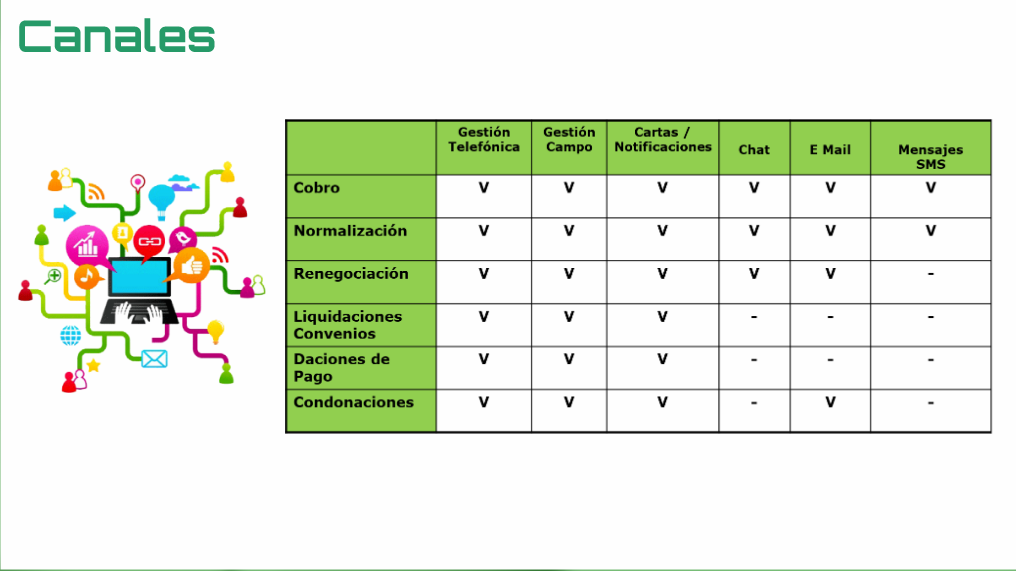 Canales
Gestión Telefónica Gestión Campo Cartas / Notificaciones Chat E Mail Mensajes SMS
Cobro V V V V V V
Normalización V V V V V V
Renegociación V V V V V -
Liquidaciones Convenios V V V - - -
Daciones de Pago V V V - - -
Condonaciones V V V - V -